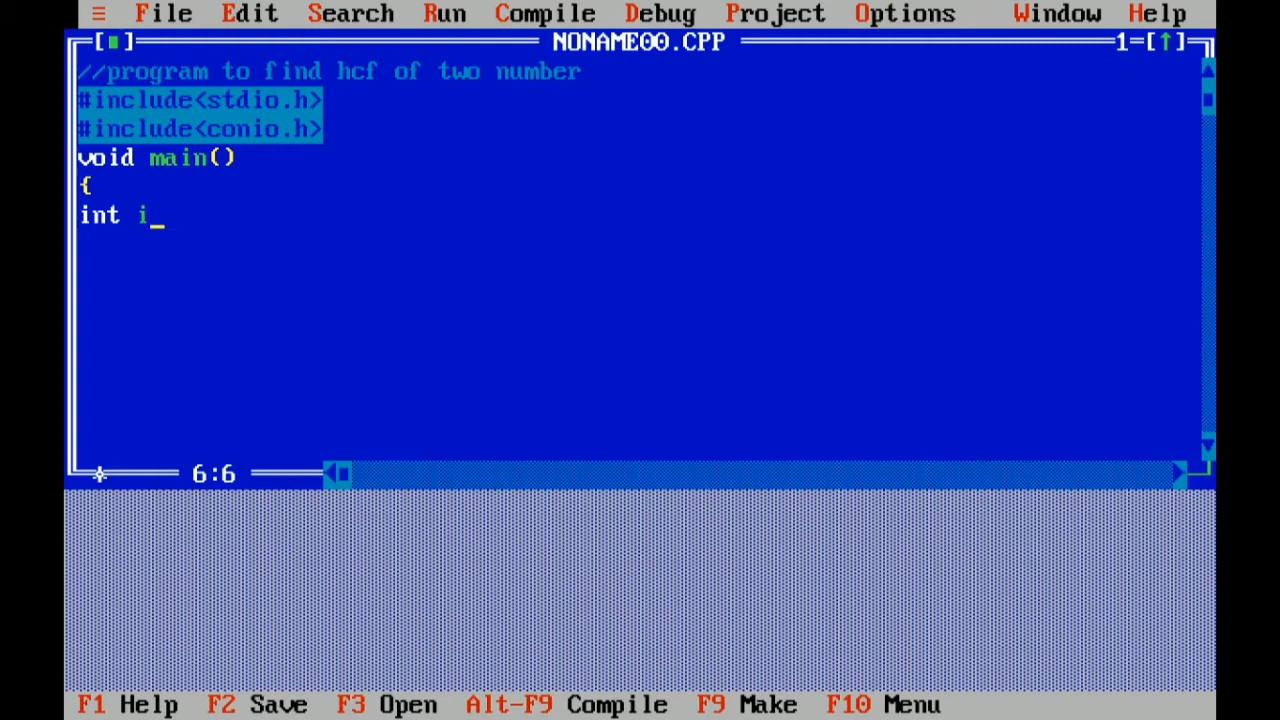 ≡ File Edit Search Run Compile Debug Project Options Window Help
[■] NONAME00.CPP 1=[↑]
//program to find hcf of two number
#include<stdio.h>
#include<conio.h>
void main()
{
int i_
6:6
F1 Help F2 Save F3 Open Alt-F9 Compile F9 Make F10 Menu